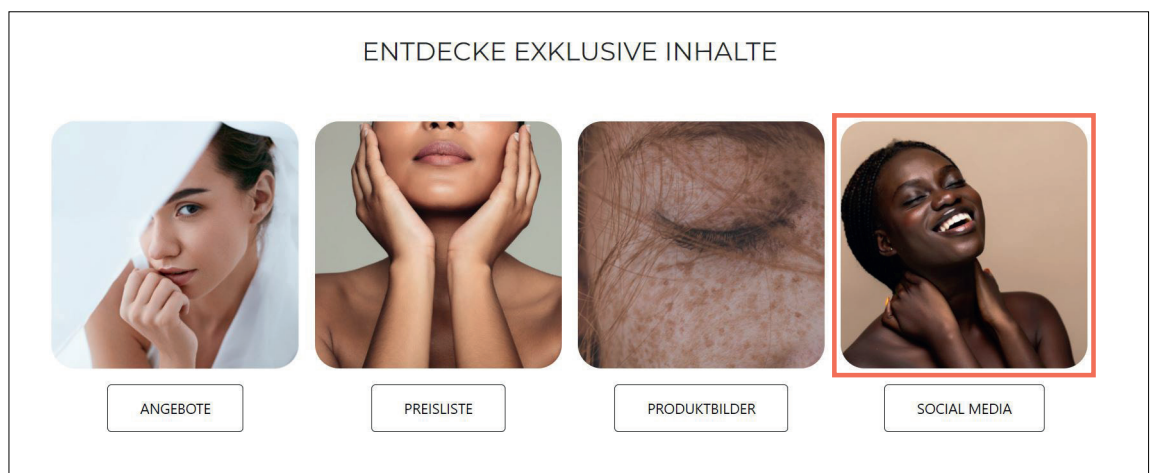 ENTDECKE EXKLUSIVE INHALTE
ANGEBOTE
PREISLISTE
PRODUKTBILDER
SOCIAL MEDIA